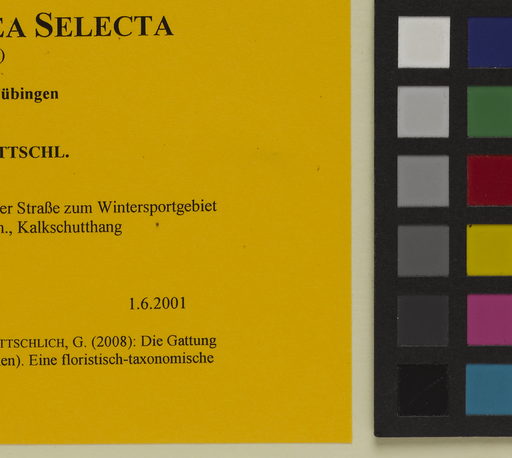 EA SELECTA
)
übingen
TTSCHL.
er Straße zum Wintersportgebiet
n., Kalkschutthang
1.6.2001
TTSCHLICH, G. (2008): Die Gattung
en). Eine floristisch-taxonomische